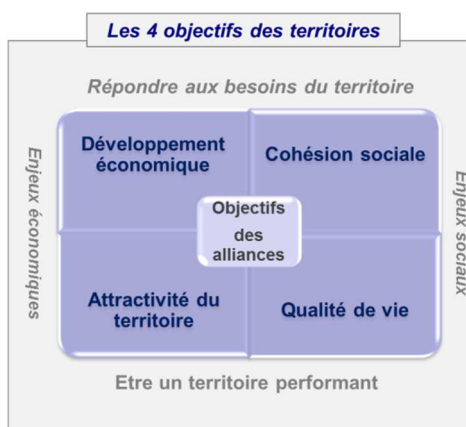 Les 4 objectifs des territoires
Répondre aux besoins du territoire
Enjeux économiques
Développement
économique
Cohésion sociale
Objectifs
des
alliances
Attractivité du
territoire
Qualité de vie
Enjeux sociaux
Etre un territoire performant